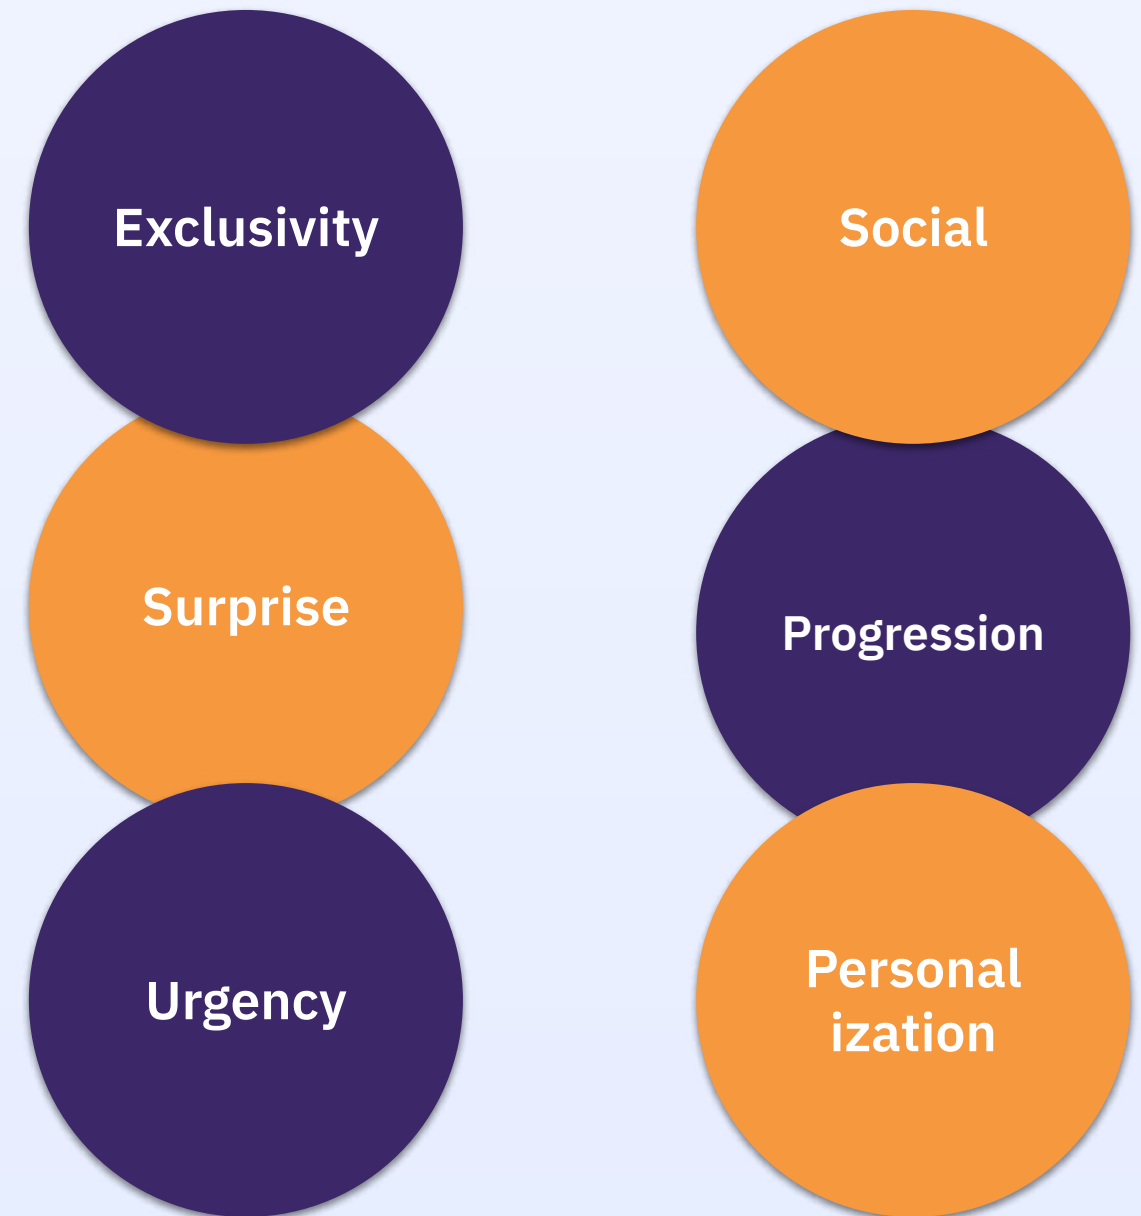 Exclusivity
Social
Surprise
Progression
Urgency
Personal
ization